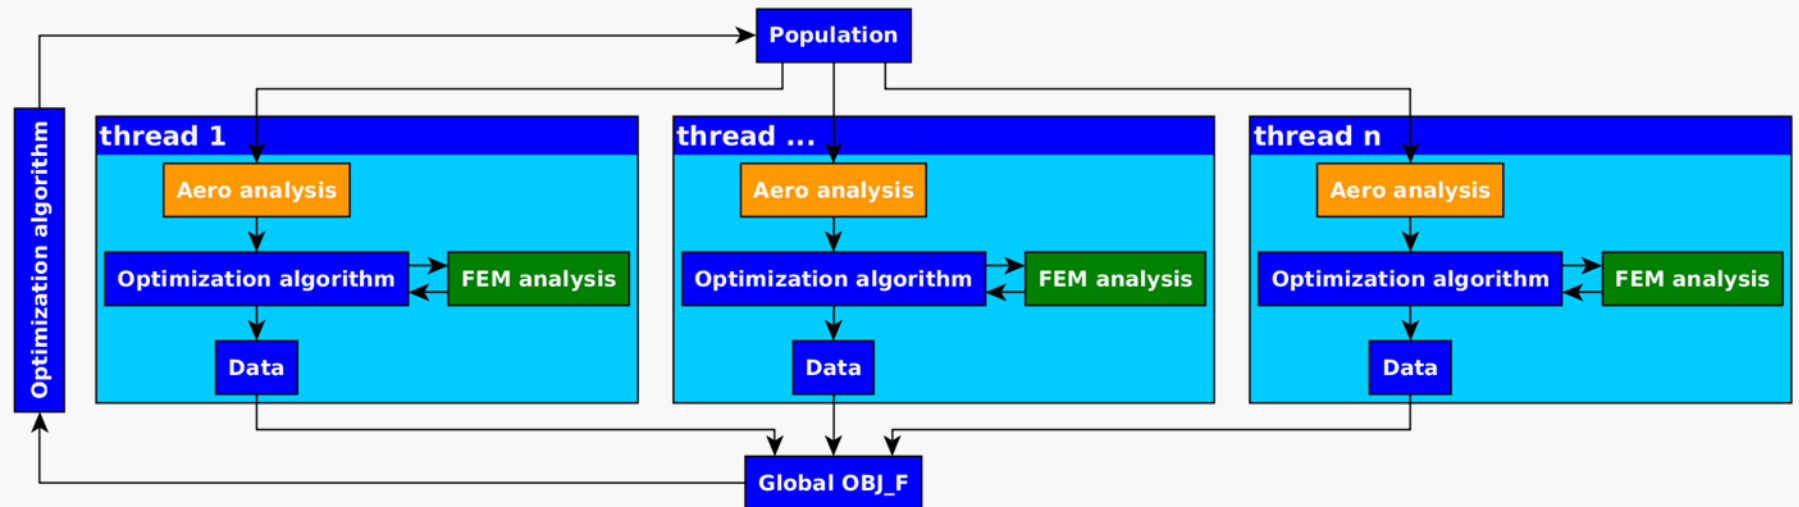 Population
Optimization algorithm
thread 1
Aero analysis
Optimization algorithm
FEM analysis
Data
thread ...
Aero analysis
Optimization algorithm
FEM analysis
Data
thread n
Aero analysis
Optimization algorithm
FEM analysis
Data
Global OBJ_F